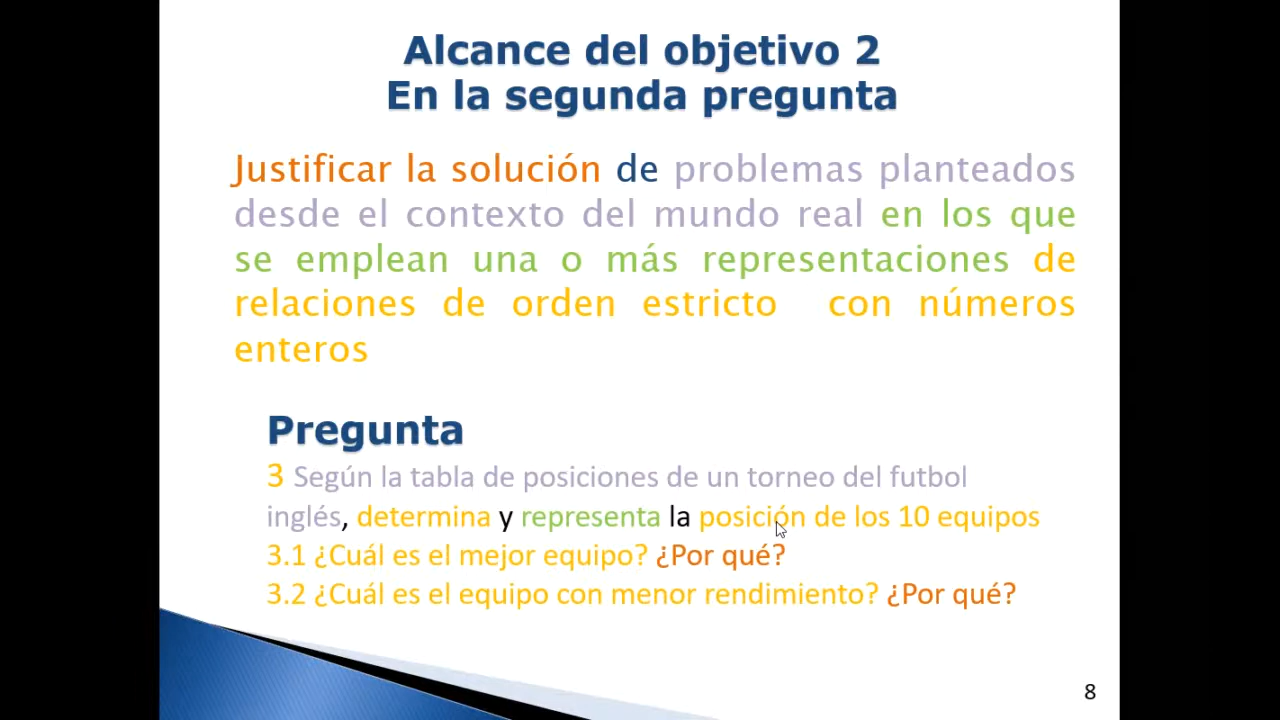 Alcance del objetivo 2
En la segunda pregunta
Justificar la solución de problemas planteados
desde el contexto del mundo real en los que
se emplean una o más representaciones de
relaciones de orden estricto con números
enteros
Pregunta
3 Según la tabla de posiciones de un torneo del futbol
inglés, determina y representa la posición de los 10 equipos
3.1 ¿Cuál es el mejor equipo? ¿Por qué?
3.2 ¿Cuál es el equipo con menor rendimiento? ¿Por qué?
8